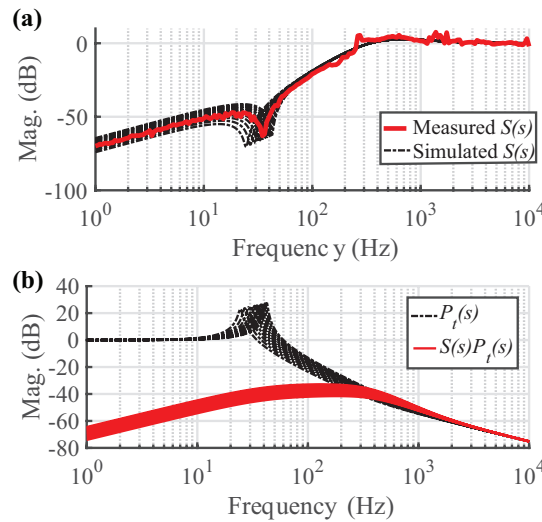 (a)
Mag. (dB)
0
-50
-100
Measured S(s)
Simulated S(s)
10^0 10^1 10^2 10^3 10^4
Frequenc y (Hz)
(b)
Mag. (dB)
40
20
0
-20
-40
-60
-80
P_t(s)
S(s)P_t(s)
10^0 10^1 10^2 10^3 10^4
Frequency (Hz)